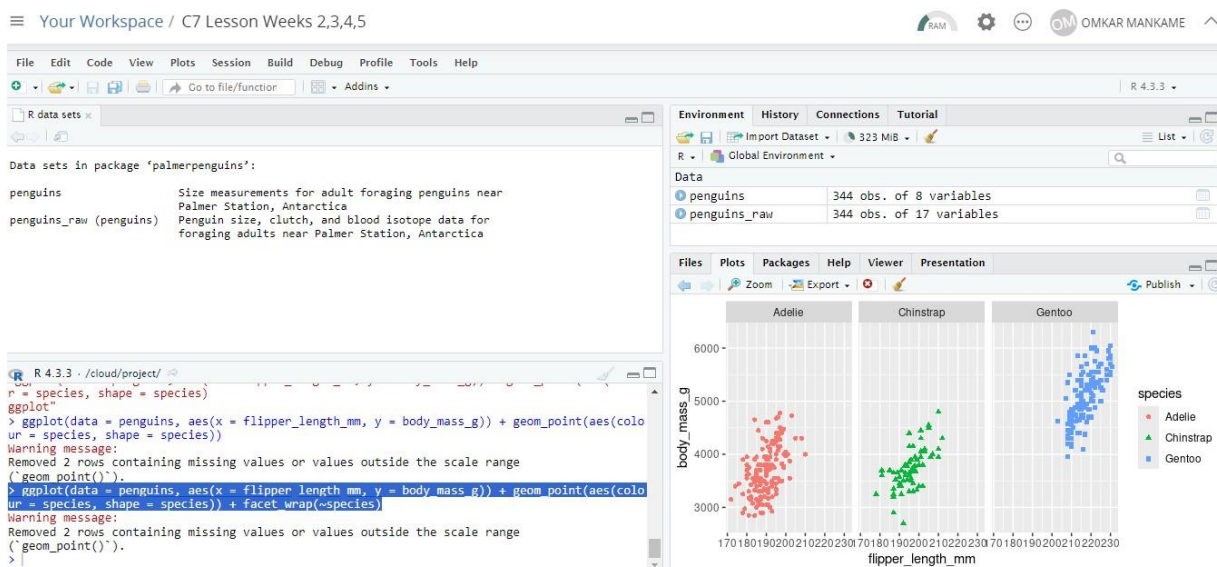 Your Workspace / C7 Lesson Weeks 2,3,4,5
RAM
OM OMKAR MANKAME
File Edit Code View Plots Session Build Debug Profile Tools Help
Go to file/function Addins
R 4.3.3
R data sets
Data sets in package ‘palmerpenguins’:
penguins Size measurements for adult foraging penguins near
Palmer Station, Antarctica
penguins_raw (penguins) Penguin size, clutch, and blood isotope data for
foraging adults near Palmer Station, Antarctica
R 4.3.3 · /cloud/project/
r = species, shape = species)
ggplot"
> ggplot(data = penguins, aes(x = flipper_length_mm, y = body_mass_g)) + geom_point(aes(colo
ur = species, shape = species))
Warning message:
Removed 2 rows containing missing values or values outside the scale range
(`geom_point()`).
> ggplot(data = penguins, aes(x = flipper_length_mm, y = body_mass_g)) + geom_point(aes(colo
ur = species, shape = species)) + facet_wrap(~species)
Warning message:
Removed 2 rows containing missing values or values outside the scale range
(`geom_point()`).
>
Environment History Connections Tutorial
Import Dataset 323 MiB List
R Global Environment
Data
penguins 344 obs. of 8 variables
penguins_raw 344 obs. of 17 variables
Files Plots Packages Help Viewer Presentation
Zoom Export Publish
Adelie Chinstrap Gentoo
6000
5000
4000
3000
body_mass_g
170180190200210220230 170180190200210220230 170180190200210220230
flipper_length_mm
species
Adelie
Chinstrap
Gentoo